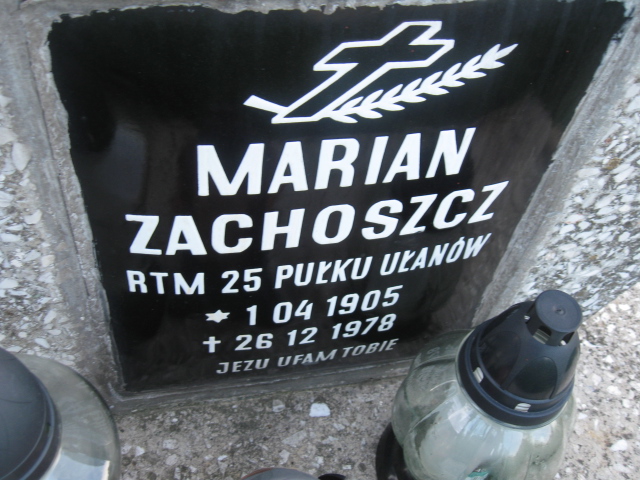 MARIAN
ZACHOSZCZ
RTM 25 PUŁKU UŁANÓW
1 04 1905
26 12 1978
JEZU UFAM TOBIE